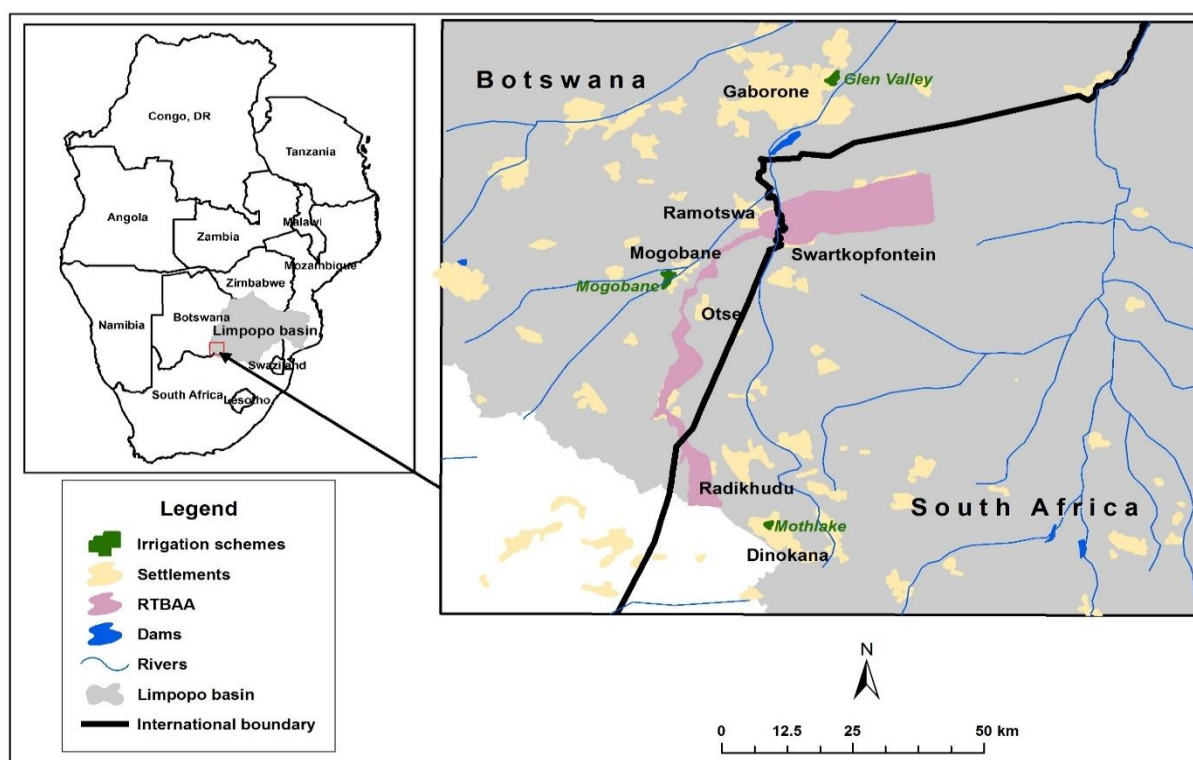 Congo, DR
Tanzania
Angola
Malawi
Zambia
Mozambique
Zimbabwe
Namibia
Botswana
Limpopo basin
Swaziland
South Africa
Lesotho
Botswana
Glen Valley
Gaborone
Ramotswa
Mogobane
Swartkopfontein
Mogobane
Otse
Radikhudu
South Africa
Mothlake
Dinokana
Legend
Irrigation schemes
Settlements
RTBAA
Dams
Rivers
Limpopo basin
International boundary
N
0 12.5 25 50 km